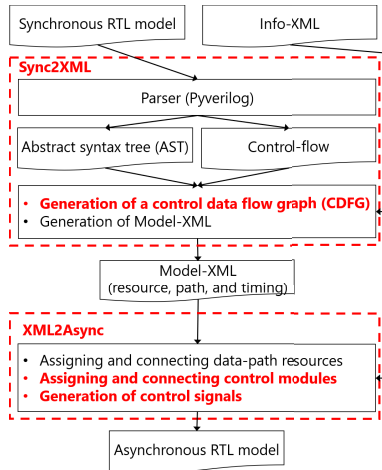 Synchronous RTL model
Info-XML
Sync2XML
Parser (Pyverilog)
Abstract syntax tree (AST)
Control-flow
• Generation of a control data flow graph (CDFG)
• Generation of Model-XML
Model-XML
(resource, path, and timing)
XML2Async
• Assigning and connecting data-path resources
• Assigning and connecting control modules
• Generation of control signals
Asynchronous RTL model